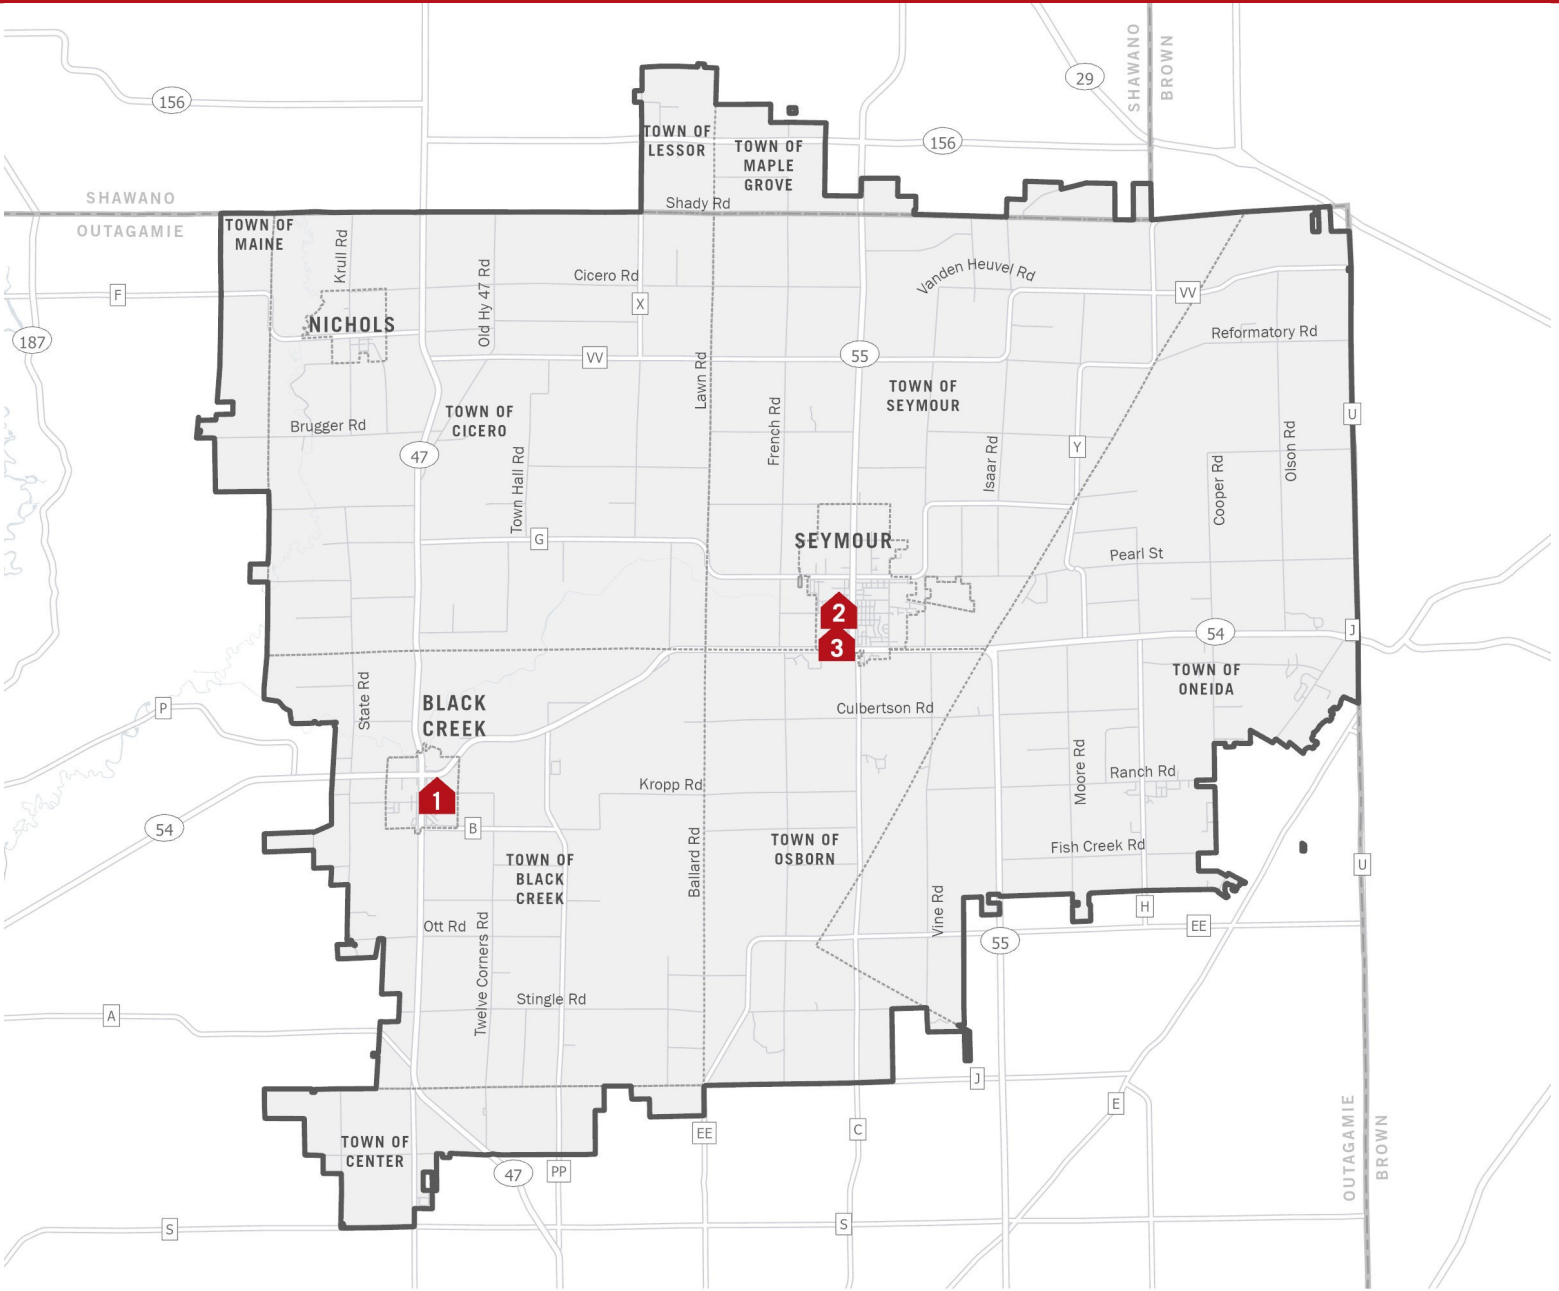 SHAWANO
BROWN
29
156
156
TOWN OF
LESSOR
TOWN OF
MAPLE
GROVE
Shady Rd
SHAWANO
OUTAGAMIE
TOWN OF
MAINE
Krull Rd
Old Hy 47 Rd
Cicero Rd
X
Vanden Heuvel Rd
VV
F
NICHOLS
187
VV
55
Reformatory Rd
Lawn Rd
TOWN OF
SEYMOUR
TOWN OF
CICERO
Brugger Rd
French Rd
U
47
Town Hall Rd
Isaar Rd
Y
Cooper Rd
Olson Rd
G
SEYMOUR
Pearl St
2
3
54
J
TOWN OF
ONEIDA
State Rd
P
BLACK
CREEK
Culbertson Rd
Moore Rd
Ranch Rd
Kropp Rd
1
54
B
TOWN OF
OSBORN
Fish Creek Rd
TOWN OF
BLACK
CREEK
Ballard Rd
U
Vine Rd
H
EE
Ott Rd
Twelve Corners Rd
55
Stingle Rd
A
J
E
EE
C
TOWN OF
CENTER
47
PP
OUTAGAMIE
BROWN
S
S